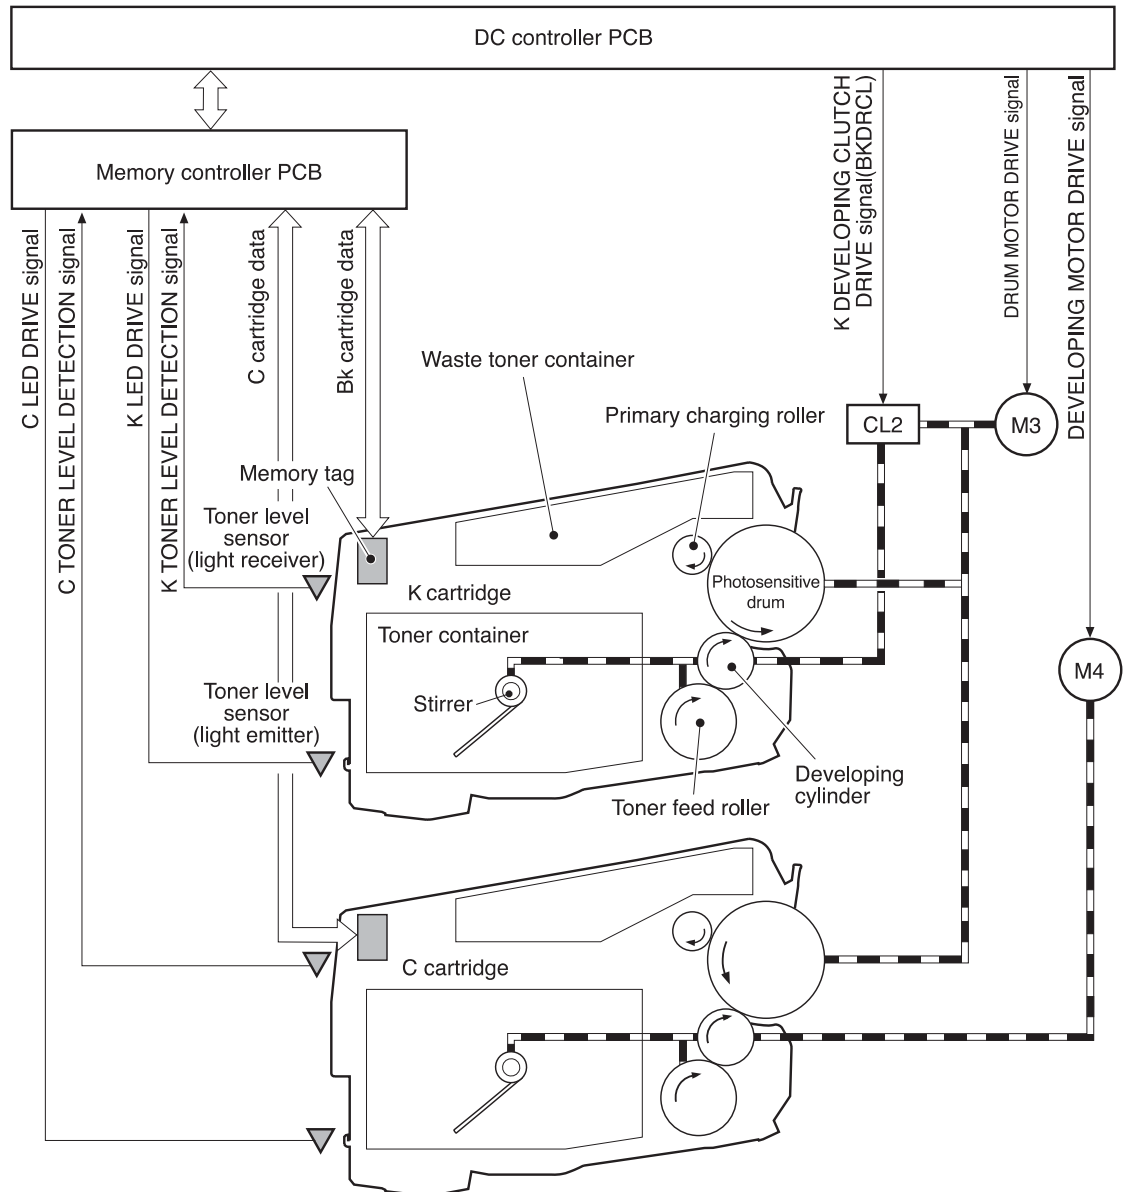 DC controller PCB
Memory controller PCB
C LED DRIVE signal
C TONER LEVEL DETECTION signal
K LED DRIVE signal
K TONER LEVEL DETECTION signal
C cartridge data
Bk cartridge data
K DEVELOPING CLUTCH
DRIVE signal(BKDRCL)
DRUM MOTOR DRIVE signal
DEVELOPING MOTOR DRIVE signal
Waste toner container
Primary charging roller
CL2
M3
Memory tag
Toner level
sensor
(light receiver)
K cartridge
Photosensitive
drum
Toner container
M4
Toner level
sensor
(light emitter)
Stirrer
Developing
cylinder
Toner feed roller
C cartridge